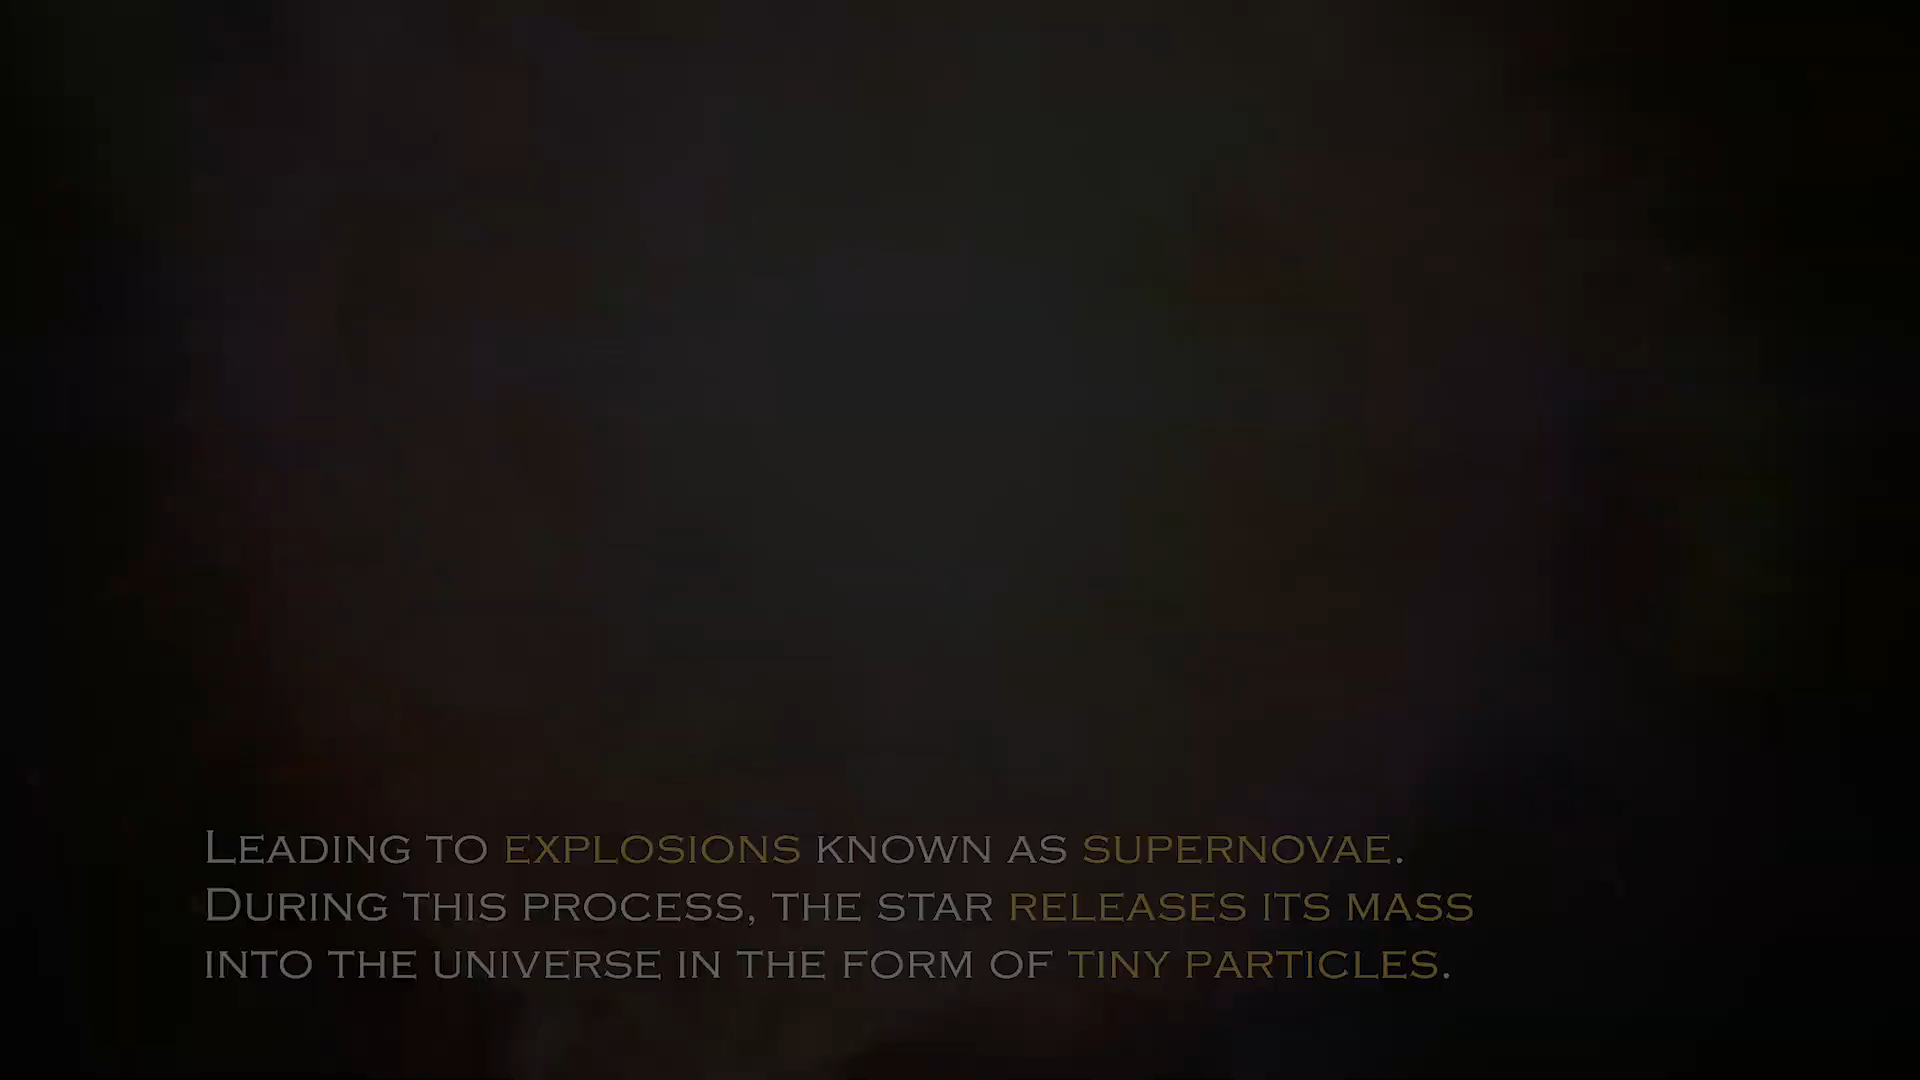 Leading to explosions known as supernovae.
During this process, the star releases its mass
into the universe in the form of tiny particles.